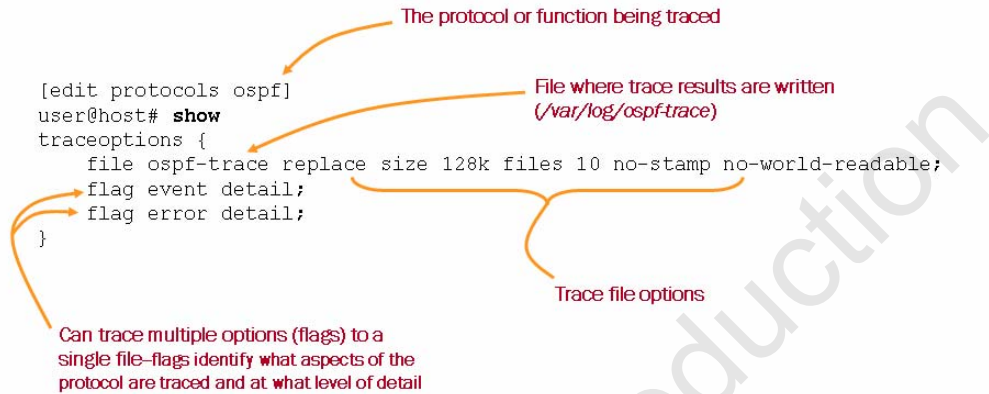 The protocol or function being traced
[edit protocols ospf]
user@host# show
File where trace results are written
(/var/log/ospf-trace)
traceoptions {
file ospf-trace replace size 128k files 10 no-stamp no-world-readable;
flag event detail;
flag error detail;
}
Trace file options
Can trace multiple options (flags) to a
single file–flags identify what aspects of the
protocol are traced and at what level of detail